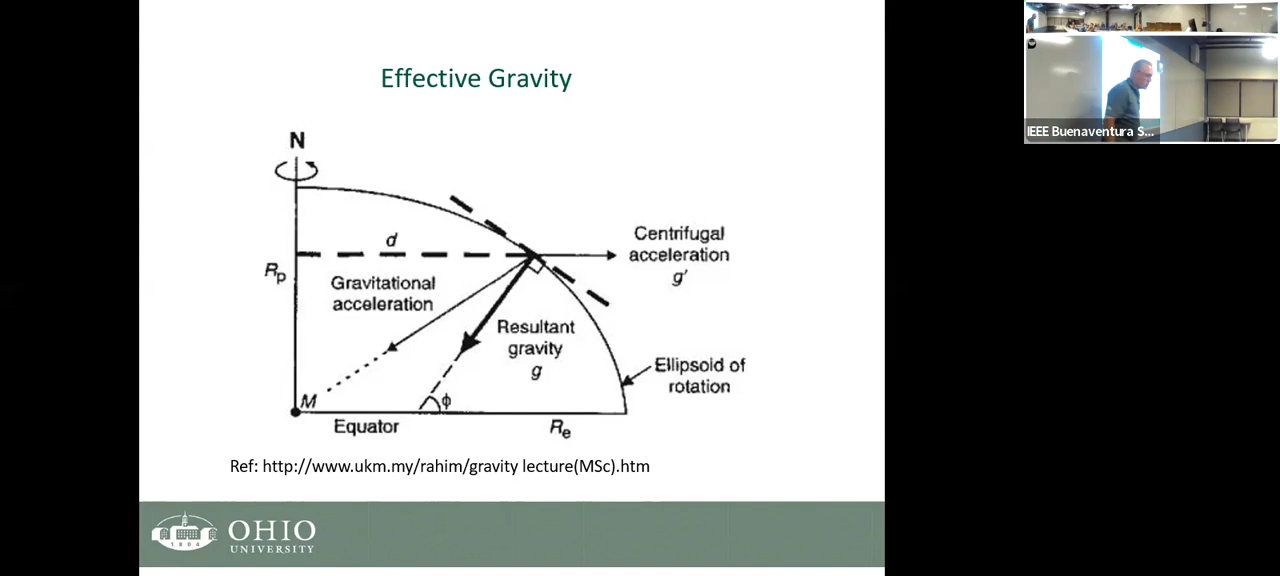 Effective Gravity
N
d
Centrifugal
acceleration
g'
Rp
Gravitational
acceleration
Resultant
gravity
g
Ellipsoid of
rotation
M
ϕ
Equator
Re
Ref: http://www.ukm.my/rahim/gravity lecture(MSc).htm
1804
OHIO
UNIVERSITY
IEEE Buenaventura S...